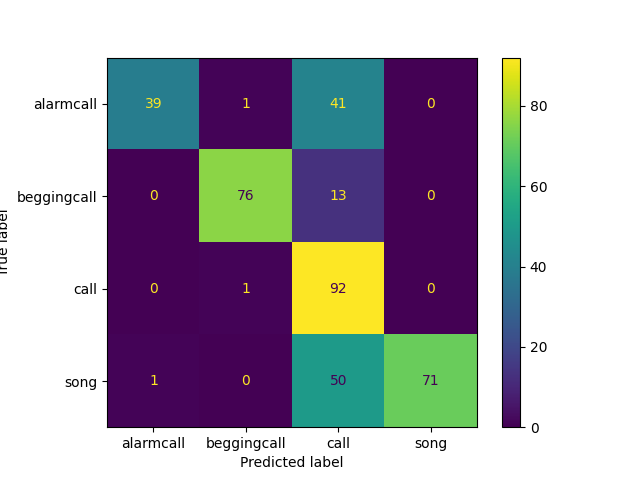 alarmcall 39 1 41 0
beggingcall 0 76 13 0
call 0 1 92 0
song 1 0 50 71
alarmcall beggingcall call song
Predicted label
True label
80
60
40
20
0